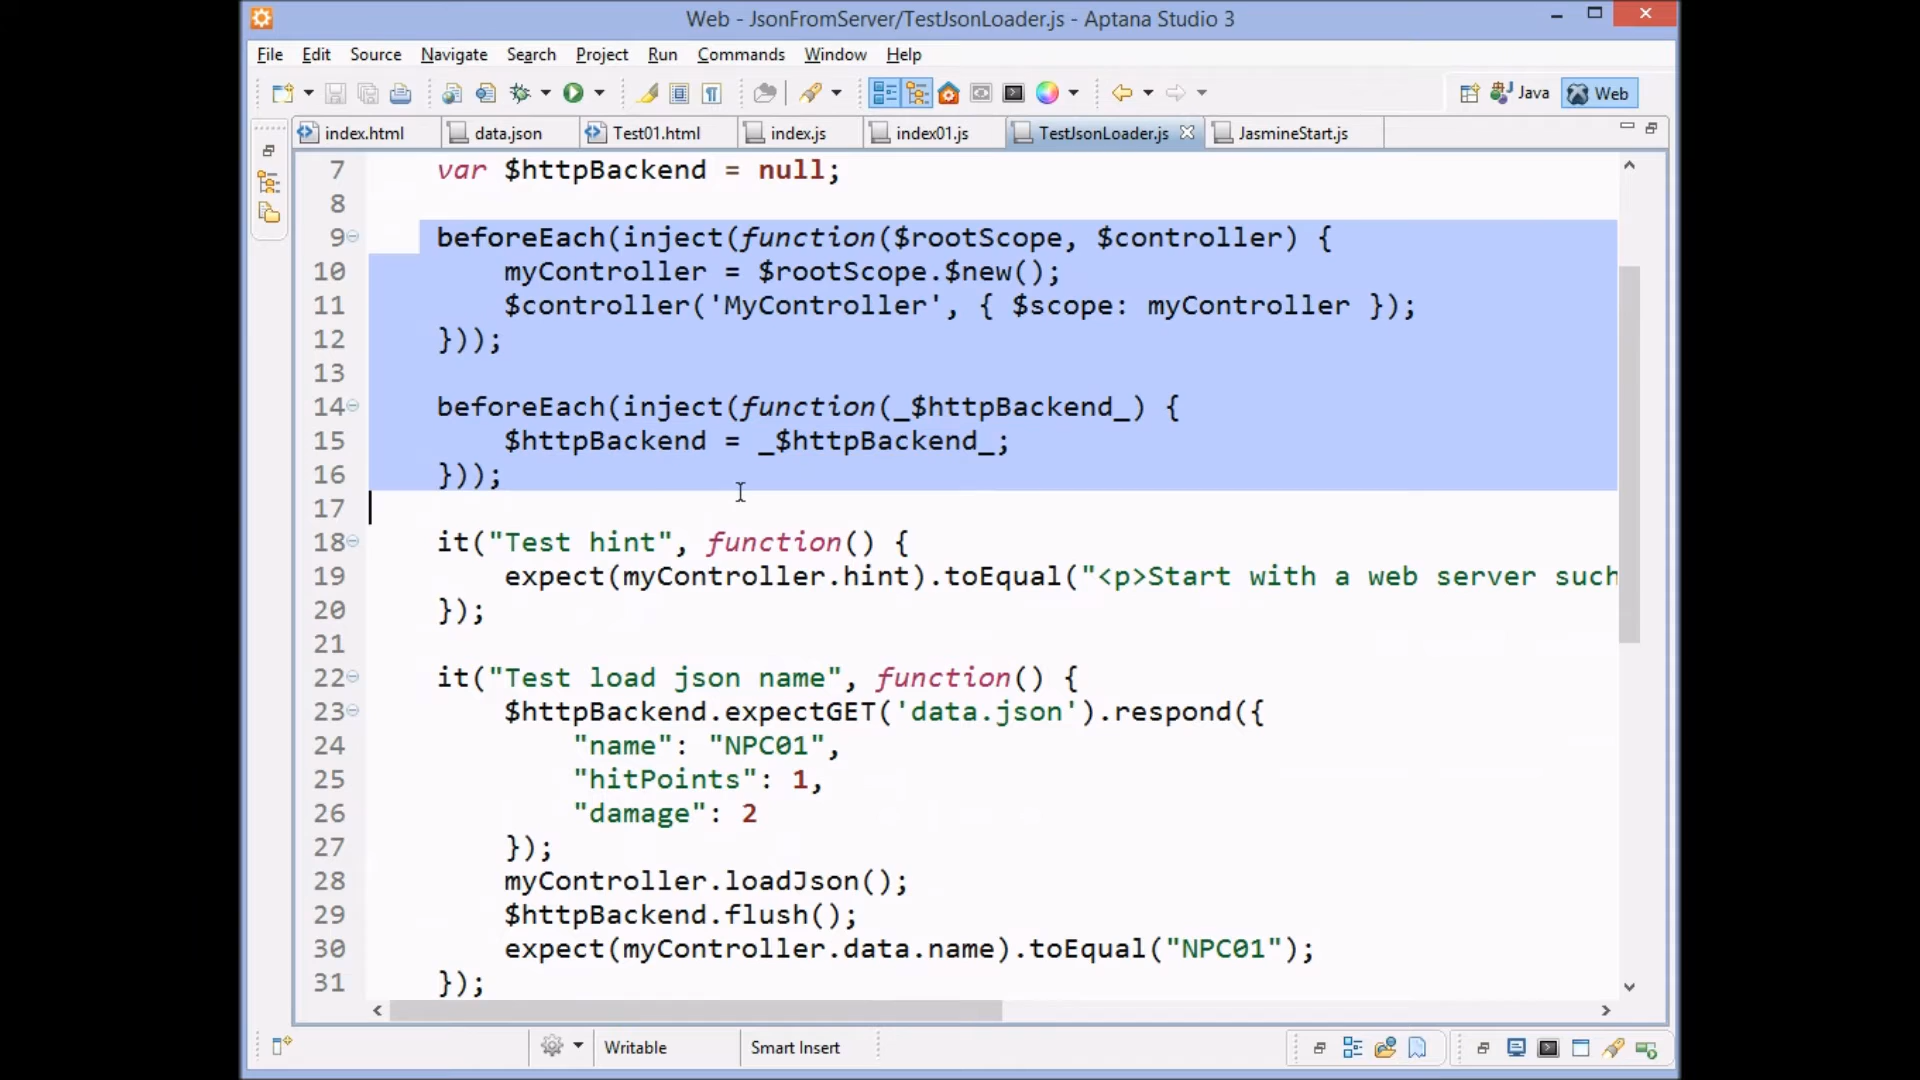 Web - JsonFromServer/TestJsonLoader.js - Aptana Studio 3
File Edit Source Navigate Search Project Run Commands Window Help
Java Web
index.html data.json Test01.html index.js index01.js TestJsonLoader.js JasmineStart.js
7 var $httpBackend = null;
8
9 beforeEach(inject(function($rootScope, $controller) {
10 myController = $rootScope.$new();
11 $controller('MyController', { $scope: myController });
12 }));
13
14 beforeEach(inject(function(_$httpBackend_) {
15 $httpBackend = _$httpBackend_;
16 }));
17
18 it("Test hint", function() {
19 expect(myController.hint).toEqual("<p>Start with a web server such
20 });
21
22 it("Test load json name", function() {
23 $httpBackend.expectGET('data.json').respond({
24 "name": "NPC01",
25 "hitPoints": 1,
26 "damage": 2
27 });
28 myController.loadJson();
29 $httpBackend.flush();
30 expect(myController.data.name).toEqual("NPC01");
31 });
Writable Smart Insert